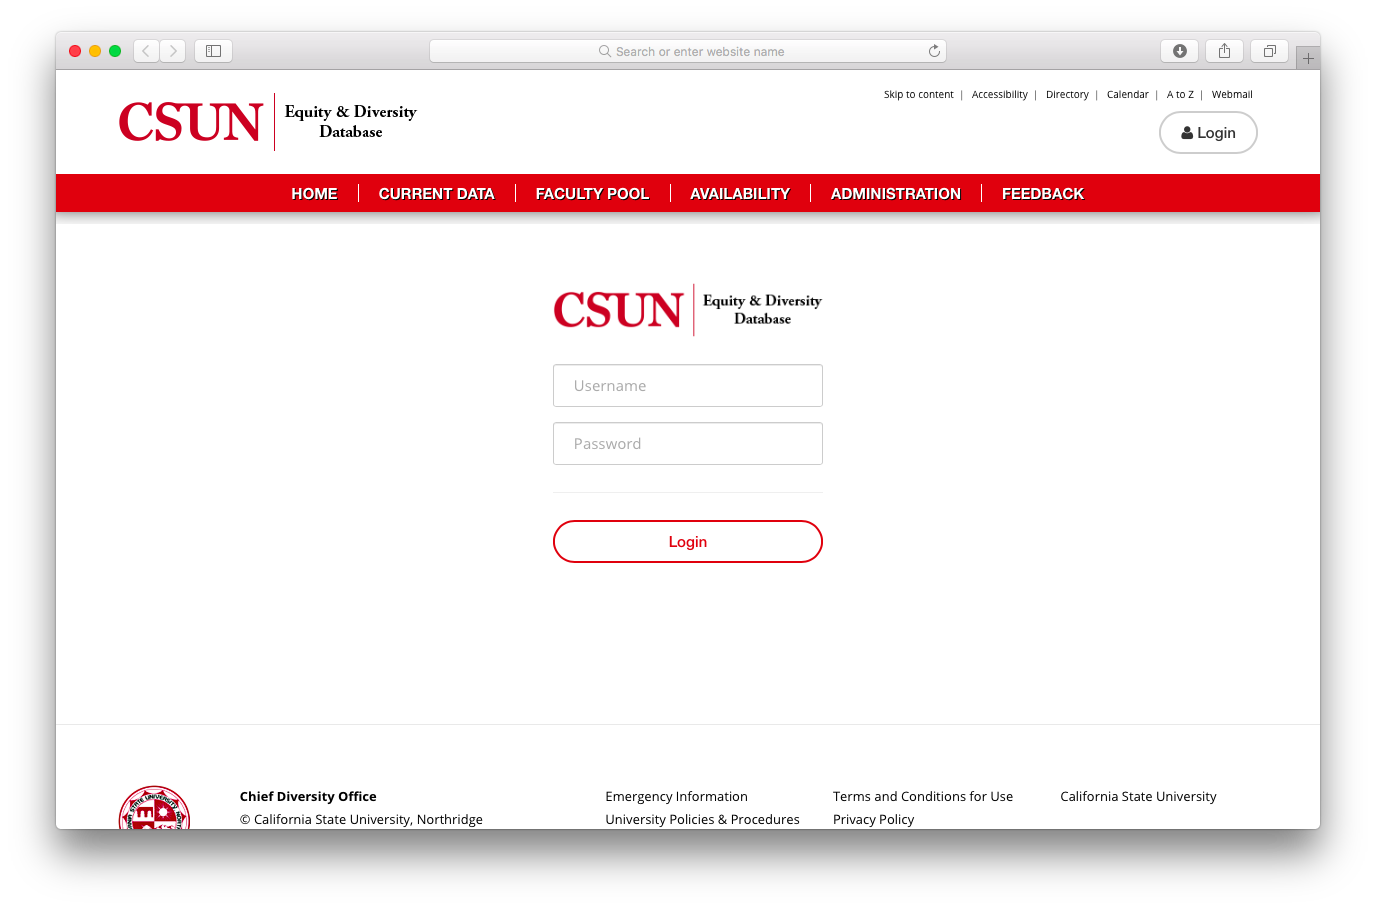 Search or enter website name
CSUN
Equity & Diversity
Database
Skip to content | Accessibility | Directory | Calendar | A to Z | Webmail
Login
HOME | CURRENT DATA | FACULTY POOL | AVAILABILITY | ADMINISTRATION | FEEDBACK
CSUN
Equity & Diversity
Database
Username
Password
Login
STATE UNIVERSITY
Chief Diversity Office
© California State University, Northridge
Emergency Information
University Policies & Procedures
Terms and Conditions for Use
Privacy Policy
California State University